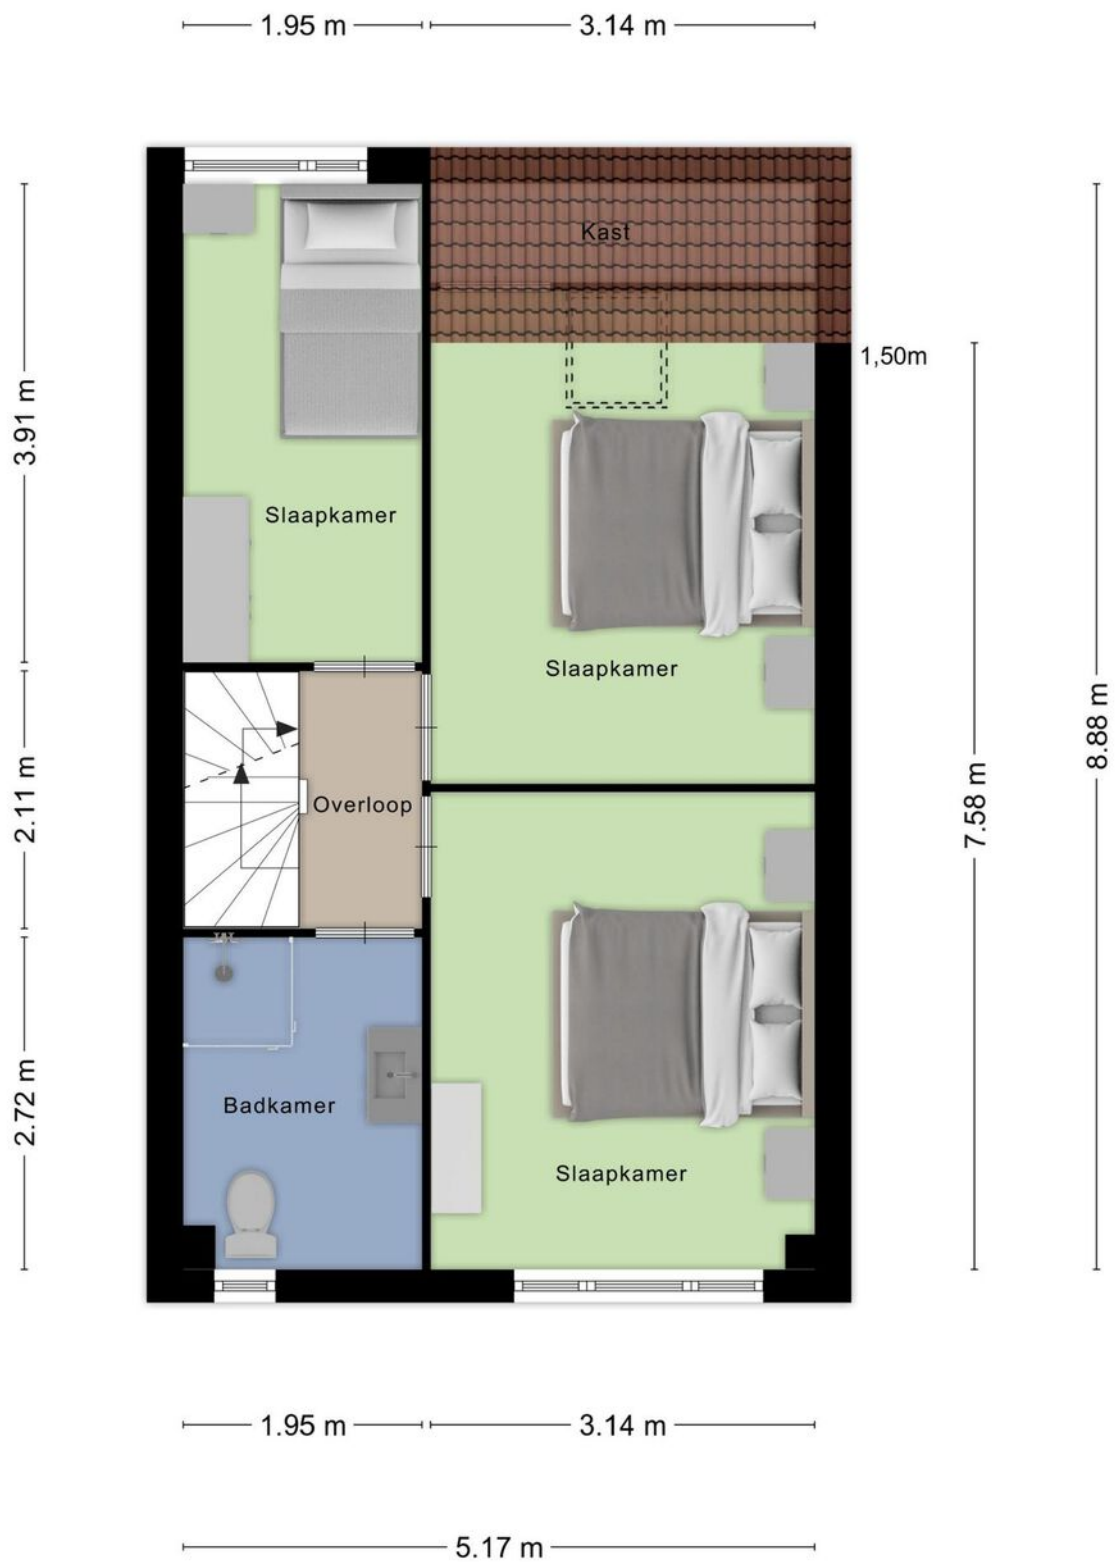 1.95 m
3.14 m
Kast
1,50m
3.91 m
Slaapkamer
Slaapkamer
8.88 m
2.11 m
Overloop
7.58 m
2.72 m
Badkamer
Slaapkamer
1.95 m
3.14 m
5.17 m